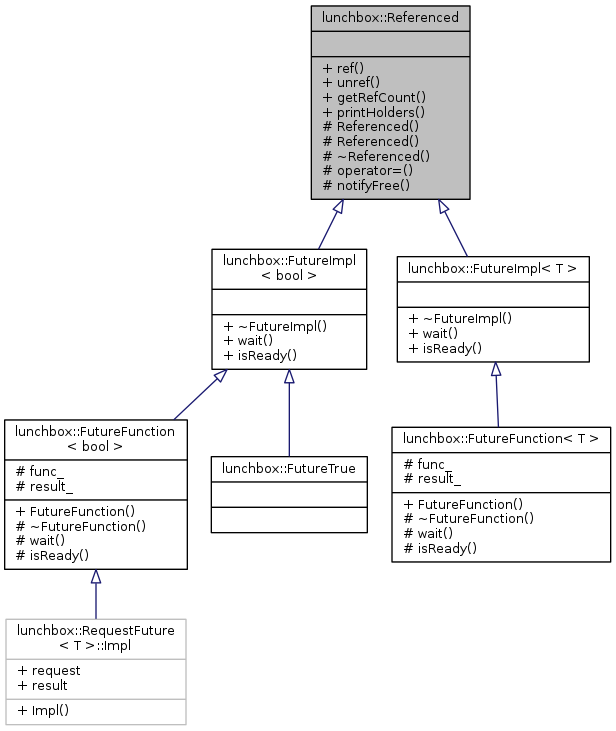 lunchbox::Referenced
+ ref()
+ unref()
+ getRefCount()
+ printHolders()
# Referenced()
# Referenced()
# ~Referenced()
# operator=()
# notifyFree()
lunchbox::FutureImpl
< bool >
+ ~FutureImpl()
+ wait()
+ isReady()
lunchbox::FutureImpl< T >
+ ~FutureImpl()
+ wait()
+ isReady()
lunchbox::FutureFunction
< bool >
# func_
# result_
+ FutureFunction()
# ~FutureFunction()
# wait()
# isReady()
lunchbox::FutureTrue
lunchbox::FutureFunction< T >
# func_
# result_
+ FutureFunction()
# ~FutureFunction()
# wait()
# isReady()
lunchbox::RequestFuture
< T >::Impl
+ request
+ result
+ Impl()